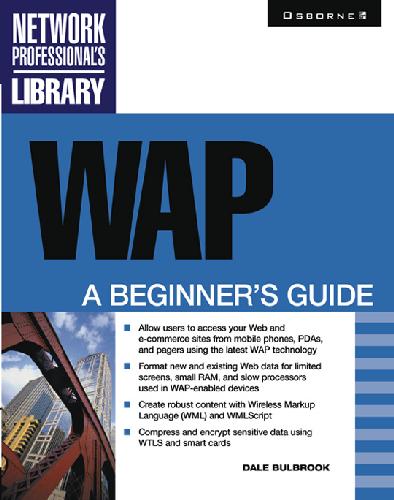 NETWORK
PROFESSIONAL'S
LIBRARY
OSBORNE
WAP
A BEGINNER'S GUIDE
Allow users to access your Web and
e-commerce sites from mobile phones, PDAs,
and pagers using the latest WAP technology
Format new and existing Web data for limited
screens, small RAM, and slow processors
used in WAP-enabled devices
Create robust content with Wireless Markup
Language (WML) and WMLScript
Compress and encrypt sensitive data using
WTLS and smart cards
DALE BULBROOK